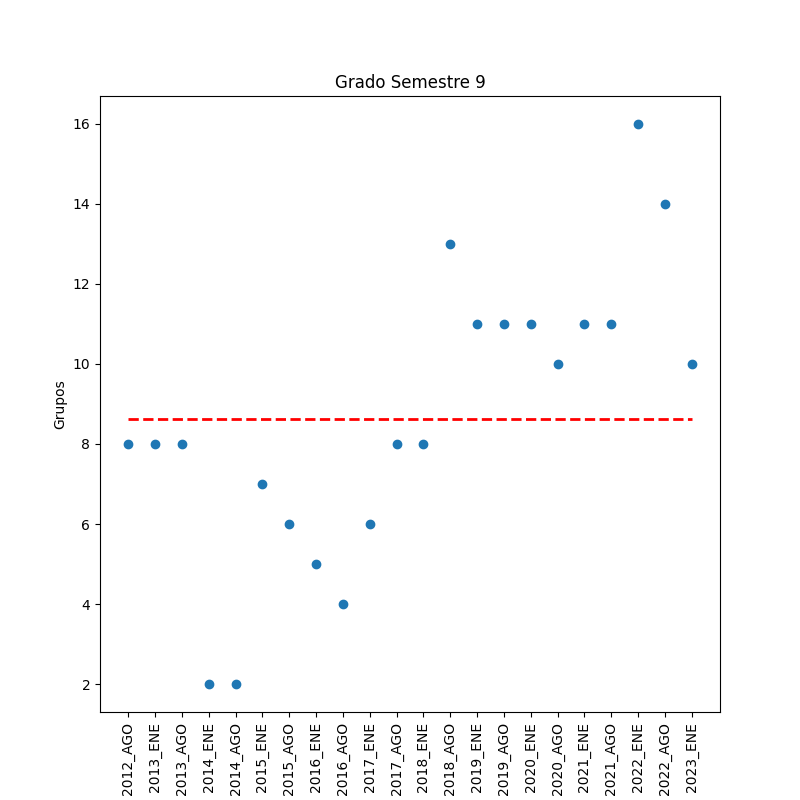 Grado Semestre 9
16
14
12
10
8
6
4
2
Grupos
2012_AGO
2013_ENE
2013_AGO
2014_ENE
2014_AGO
2015_ENE
2015_AGO
2016_ENE
2016_AGO
2017_ENE
2017_AGO
2018_ENE
2018_AGO
2019_ENE
2019_AGO
2020_ENE
2020_AGO
2021_ENE
2021_AGO
2022_ENE
2022_AGO
2023_ENE